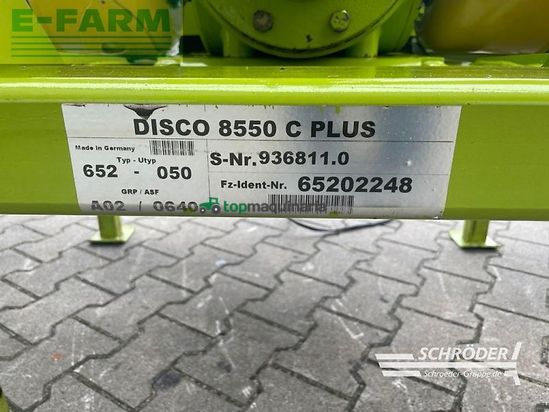 E-FARM
DISCO 8550 C PLUS
Made in Germany
Typ - Utyp
652 - 050
GRP / ASF
A02 / 0640
S-Nr. 936811.0
Fz-Ident-Nr. 65202248
topmaquinaria
SCHRÖDER
Schroeder-Gruppe.de